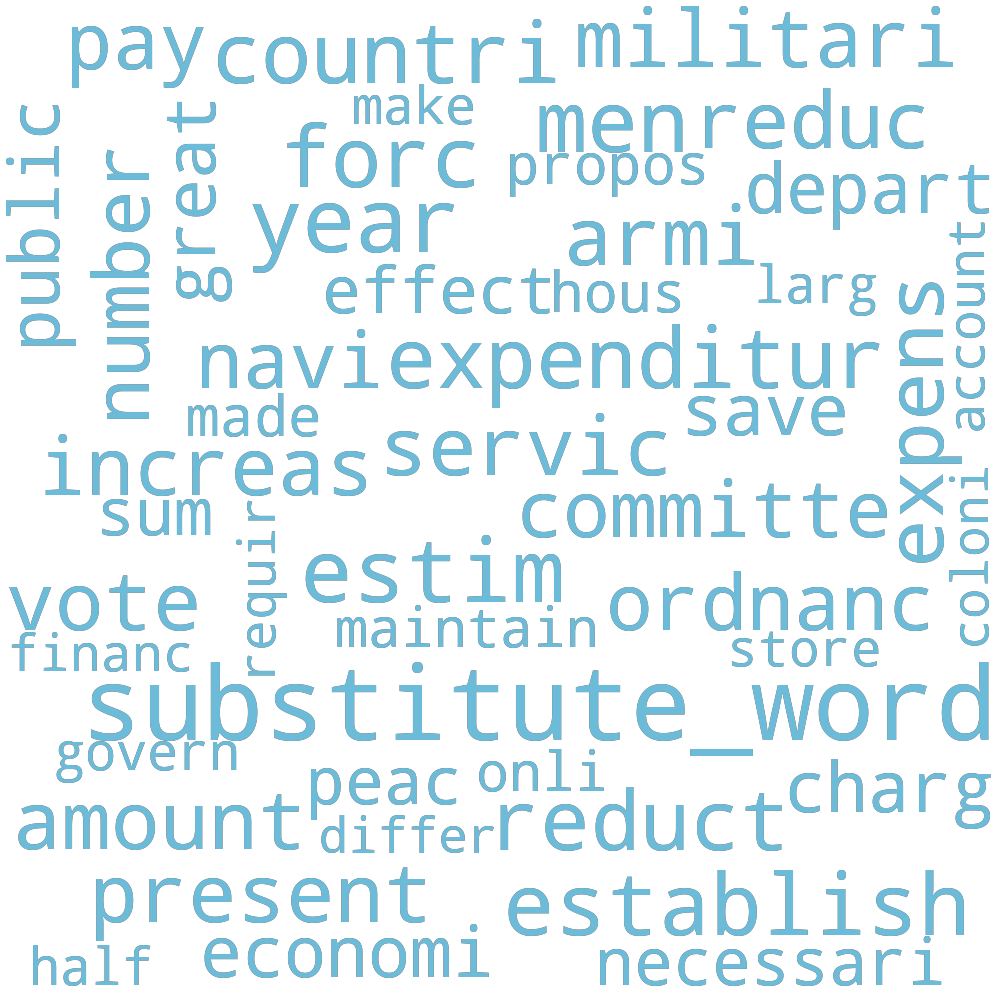 pay countri militari
make menreduc
public great forc propos depart
number year armi account
effect hous larg
navi expenditur expens
made save
increas servic
sum committe coloni
requir estim
vote maintain ordnanc
financ store
substitute_word
govern peac onli charg
amount differ reduct
present establish
half economi necessari